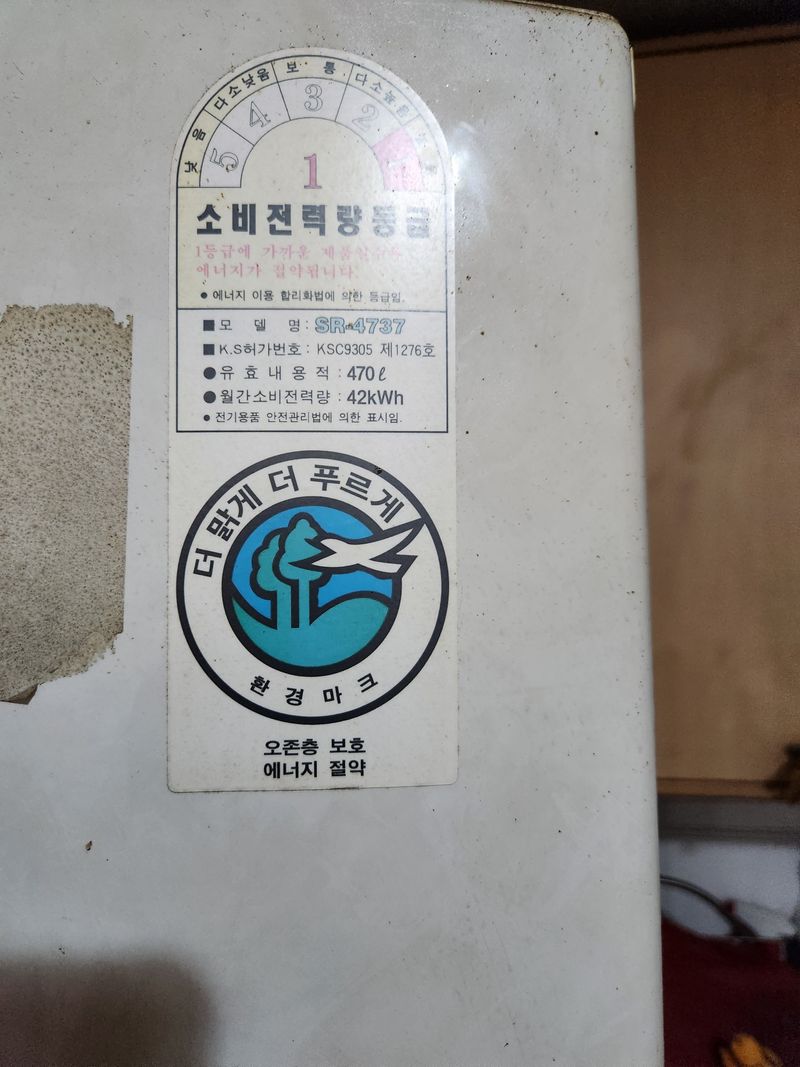 낮음 다소낮음 보통 다소높음
5 4 3 2 1
1
소비전력량등급
1등급에 가까운 제품일수록
에너지가 절약됩니다.
● 에너지 이용 합리화법에 의한 등급임.
■ 모 델 명 : SR-4737
■ K.S허가번호 : KSC9305 제1276호
● 유 효 내 용 적 : 470ℓ
● 월간소비전력량 : 42kWh
● 전기용품 안전관리법에 의한 표시임.
더 맑게 더 푸르게
환경마크
오존층 보호
에너지 절약